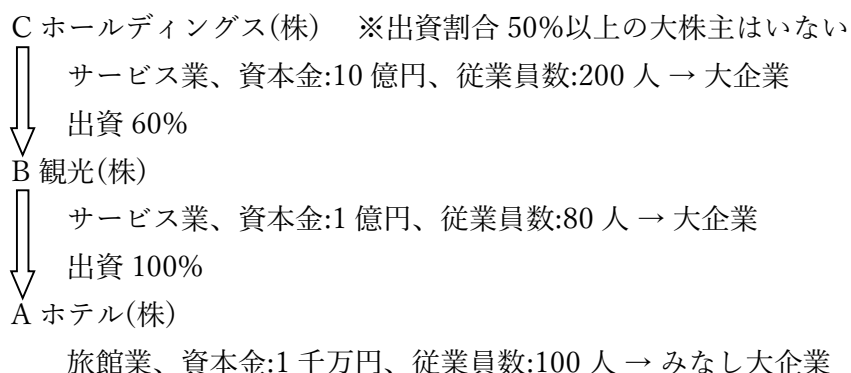 C ホールディングス(株)　※出資割合 50%以上の大株主はいない
サービス業、資本金:10 億円、従業員数:200 人 → 大企業
出資 60%
B 観光(株)
サービス業、資本金:1 億円、従業員数:80 人 → 大企業
出資 100%
A ホテル(株)
旅館業、資本金:1 千万円、従業員数:100 人 → みなし大企業